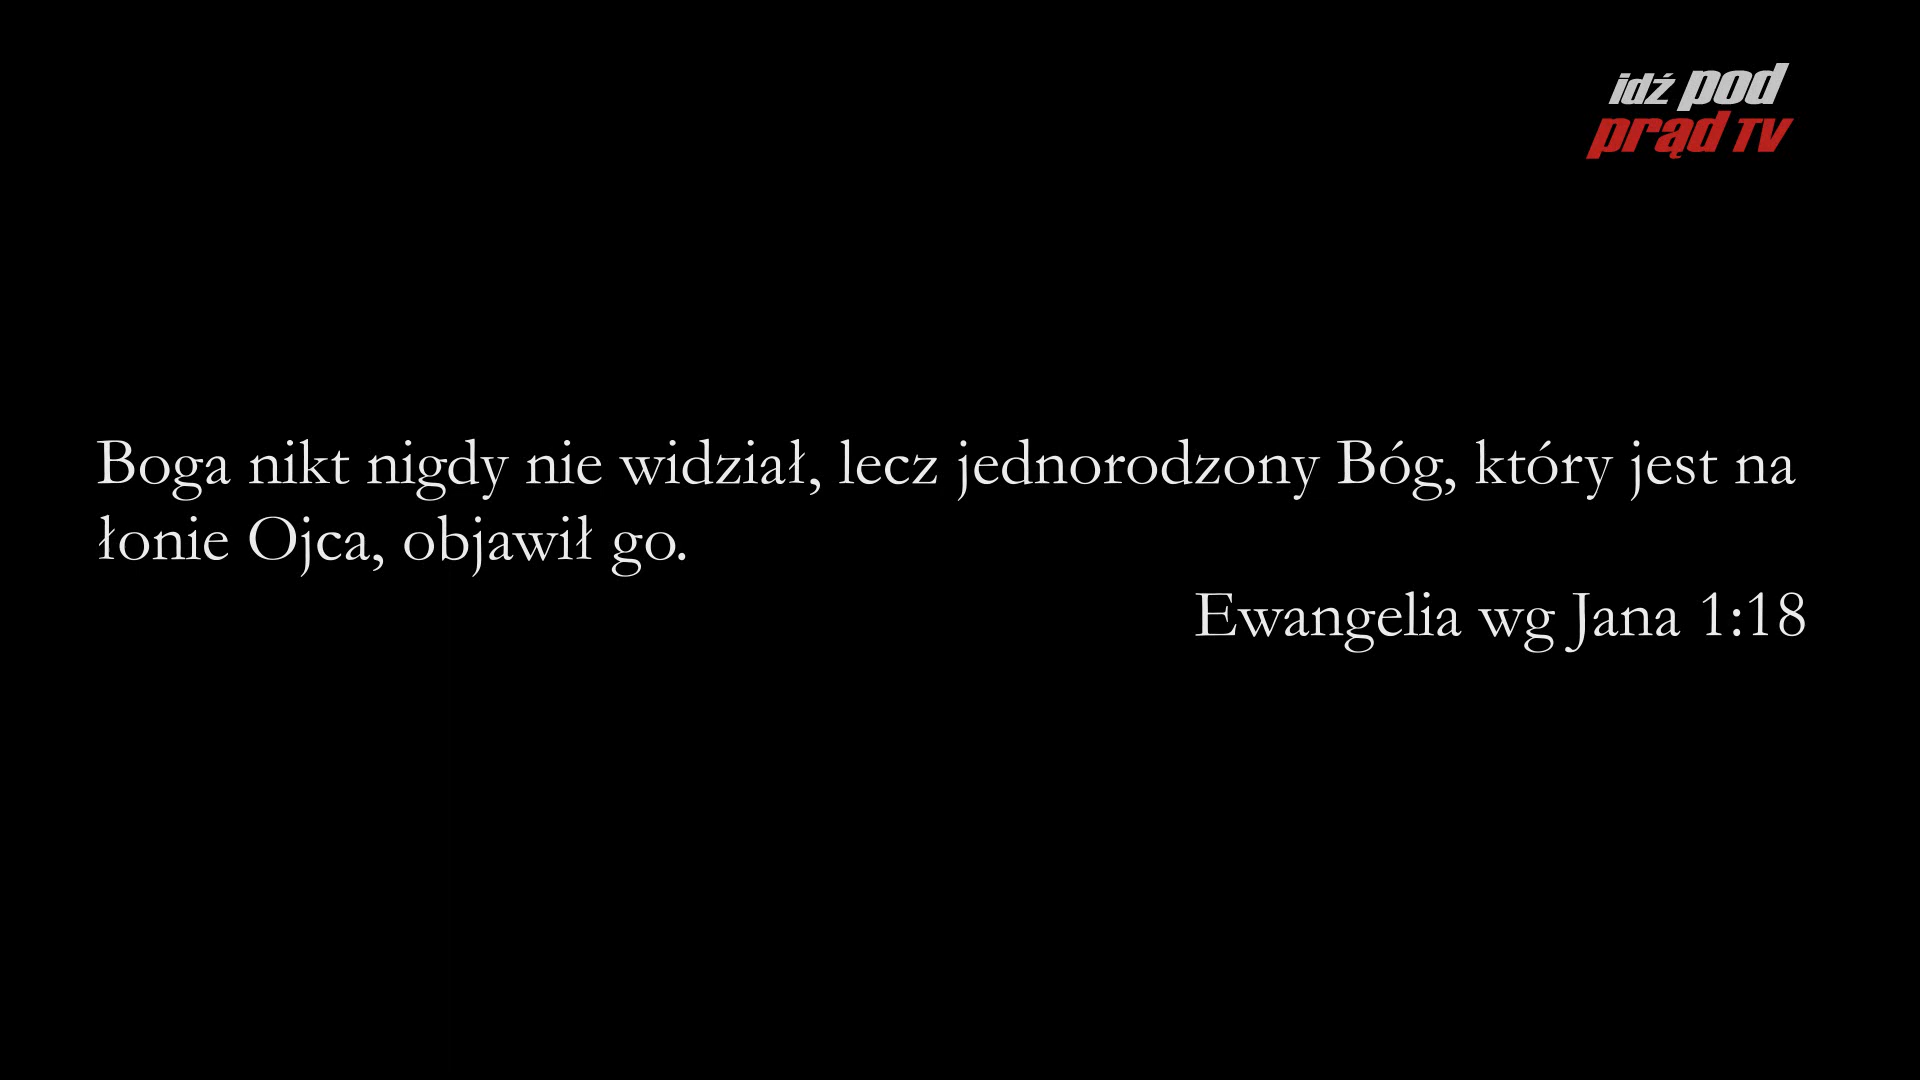 idź pod
prąd TV
Boga nikt nigdy nie widział, lecz jednorodzony Bóg, który jest na
łonie Ojca, objawił go.
Ewangelia wg Jana 1:18